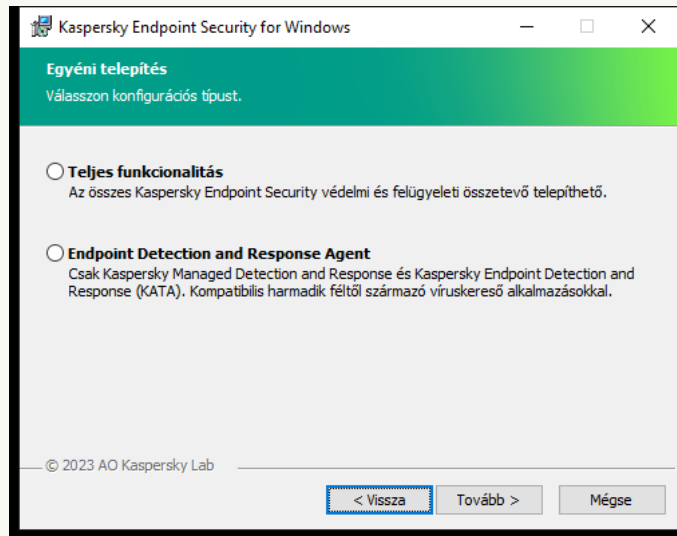 Kaspersky Endpoint Security for Windows
Egyéni telepítés
Válasszon konfigurációs típust.
Teljes funkcionalitás
Az összes Kaspersky Endpoint Security védelmi és felügyeleti összetevő telepíthető.
Endpoint Detection and Response Agent
Csak Kaspersky Managed Detection and Response és Kaspersky Endpoint Detection and
Response (KATA). Kompatibilis harmadik féltől származó víruskereső alkalmazásokkal.
© 2023 AO Kaspersky Lab
< Vissza Tovább > Mégse